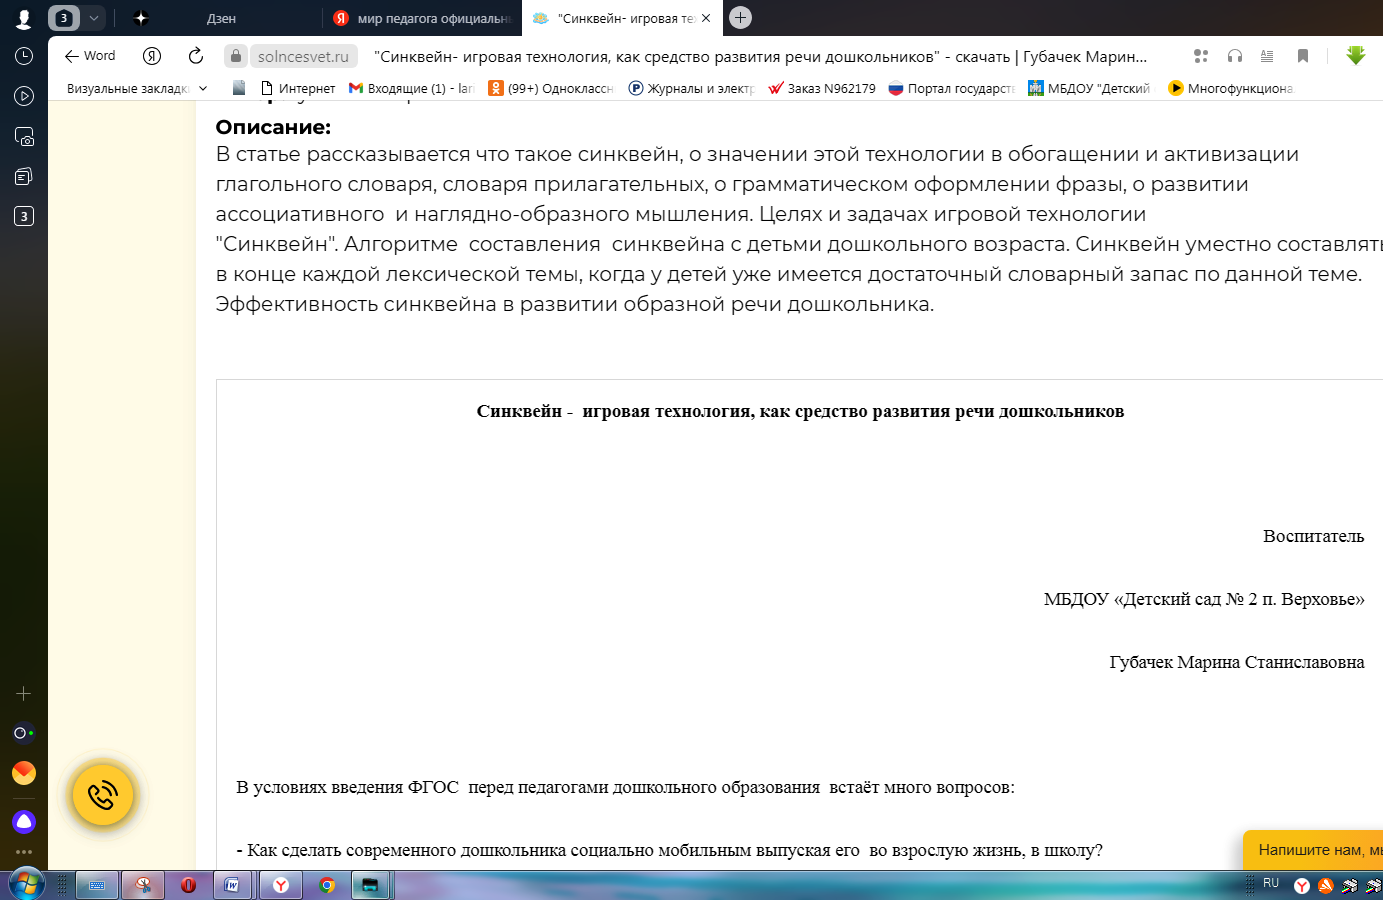 3 Дзен мир педагога официальны "Синквейн- игровая те
Word solncesvet.ru "Синквейн- игровая технология, как средство развития речи дошкольников" - скачать | Губачек Марин...
Визуальные закладк Интернет Входящие (1) - lar (99+) Одноклассн Журналы и электр Заказ N962179 Портал государст МБДОУ "Детский Многофункциона
3
Описание:
В статье рассказывается что такое синквейн, о значении этой технологии в обогащении и активизации
глагольного словаря, словаря прилагательных, о грамматическом оформлении фразы, о развитии
ассоциативного и наглядно-образного мышления. Целях и задачах игровой технологии
"Синквейн". Алгоритме составления синквейна с детьми дошкольного возраста. Синквейн уместно составлять
в конце каждой лексической темы, когда у детей уже имеется достаточный словарный запас по данной теме.
Эффективность синквейна в развитии образной речи дошкольника.
Синквейн - игровая технология, как средство развития речи дошкольников
Воспитатель
МБДОУ «Детский сад № 2 п. Верховье»
Губачек Марина Станиславовна
В условиях введения ФГОС перед педагогами дошкольного образования встаёт много вопросов:
- Как сделать современного дошкольника социально мобильным выпуская его во взрослую жизнь, в школу?
Напишите нам, мы
RU